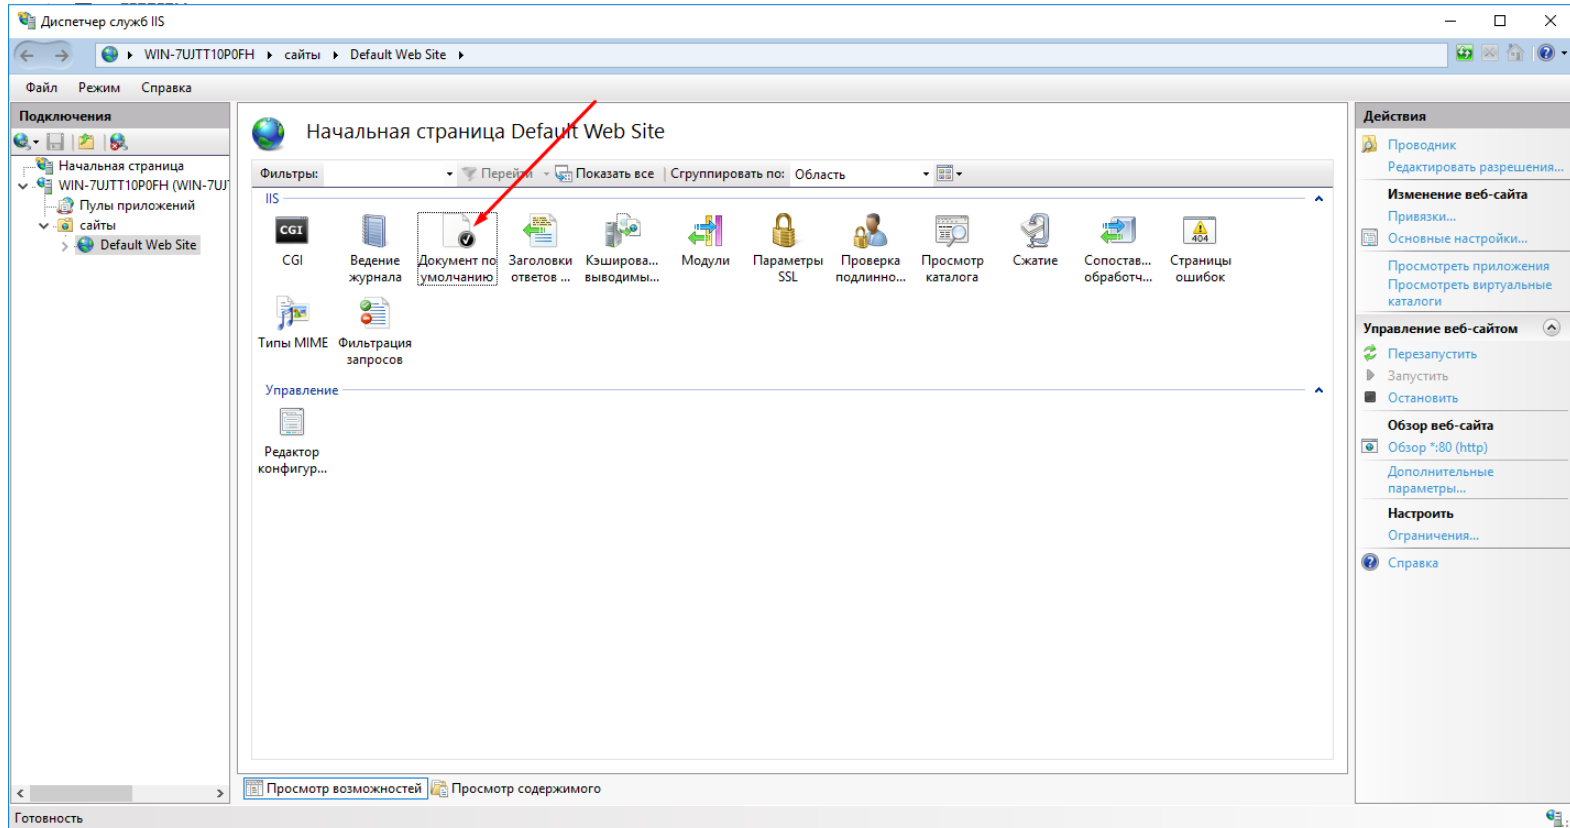 Диспетчер служб IIS
WIN-7UJTT10P0FH
сайты
Default Web Site
Файл
Режим
Справка
Подключения
Начальная страница
WIN-7UJTT10P0FH (WIN-7UJ
Пулы приложений
сайты
Default Web Site
Начальная страница Default Web Site
Фильтры:
Перейти
Показать все
Сгруппировать по:
Область
IIS
CGI
CGI
Ведение
журнала
Документ по
умолчанию
Заголовки
ответов ...
Кэширова...
выводимы...
Модули
Параметры
SSL
Проверка
подлинно...
Просмотр
каталога
Сжатие
Сопостав...
обработч...
404
Страницы
ошибок
Типы MIME
Фильтрация
запросов
Управление
Редактор
конфигур...
Просмотр возможностей
Просмотр содержимого
Действия
Проводник
Редактировать разрешения...
Изменение веб-сайта
Привязки...
Основные настройки...
Просмотреть приложения
Просмотреть виртуальные
каталоги
Управление веб-сайтом
Перезапустить
Запустить
Остановить
Обзор веб-сайта
Обзор *:80 (http)
Дополнительные
параметры...
Настроить
Ограничения...
Справка
Готовность